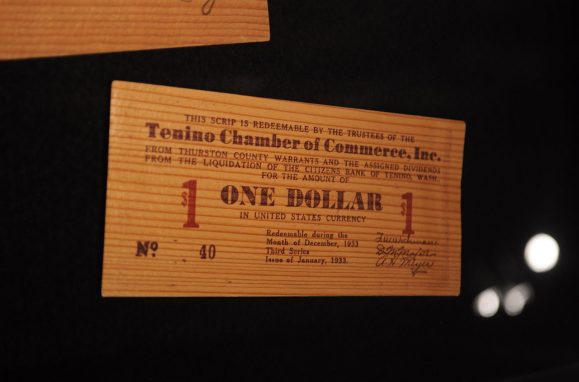 THIS SCRIP IS REDEEMABLE BY THE TRUSTEES OF THE
Tenino Chamber of Commerce, Inc.
FROM THURSTON COUNTY WARRANTS AND THE ASSIGNED DIVIDENDS
FROM THE LIQUIDATION OF THE CITIZENS BANK OF TENINO, WASH.
FOR THE AMOUNT OF
$1 ONE DOLLAR $1
IN UNITED STATES CURRENCY
Redeemable during the
Month of December, 1933
Third Series
Issue of January, 1933.
No 40
D. M. Major
A. H. Meyer